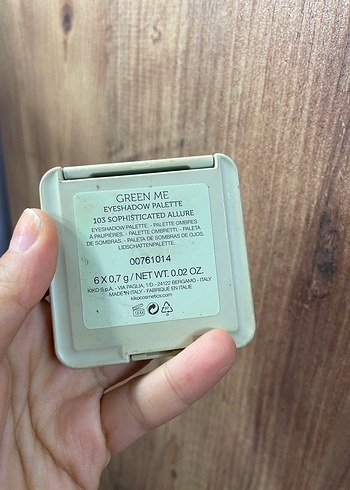 GREEN ME
EYESHADOW PALETTE
103 SOPHISTICATED ALLURE
EYESHADOW PALETTE. - PALETTE OMBRES
À PAUPIÈRES. - PALETTE OMBRETTI. - PALETA
DE SOMBRAS. - PALETA DE SOMBRAS DE OJOS.
LIDSCHATTENPALETTE.
00761014
6 X 0,7 g / NET WT. 0.02 OZ.
KIKO S.p.A. - VIA PAGLIA, 1/D - 24122 BERGAMO - ITALY
MADE IN ITALY - FABRIQUÉ EN ITALIE
kikocosmetics.com